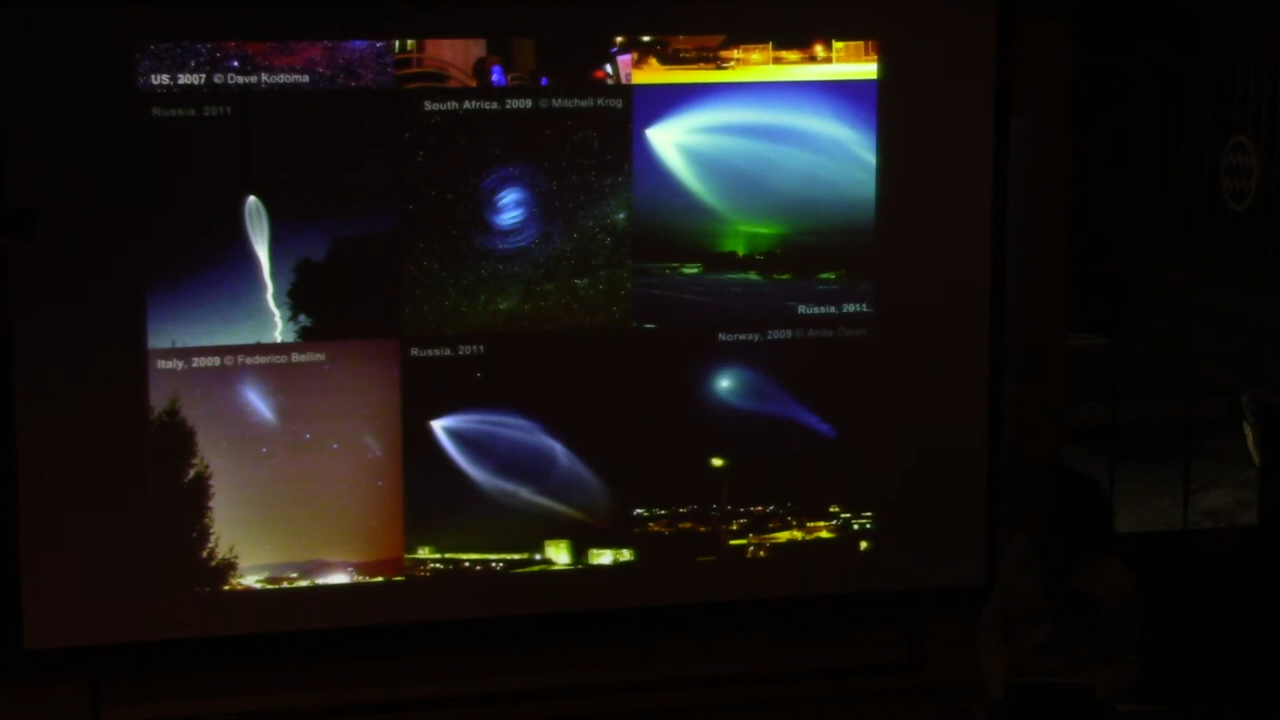 US, 2007 © Dave Kodoma
Russia, 2011
South Africa, 2009 © Mitchell Krog
Russia, 2011
Norway, 2009 © Anita Olsen
Italy, 2009 © Federico Bellini
Russia, 2011